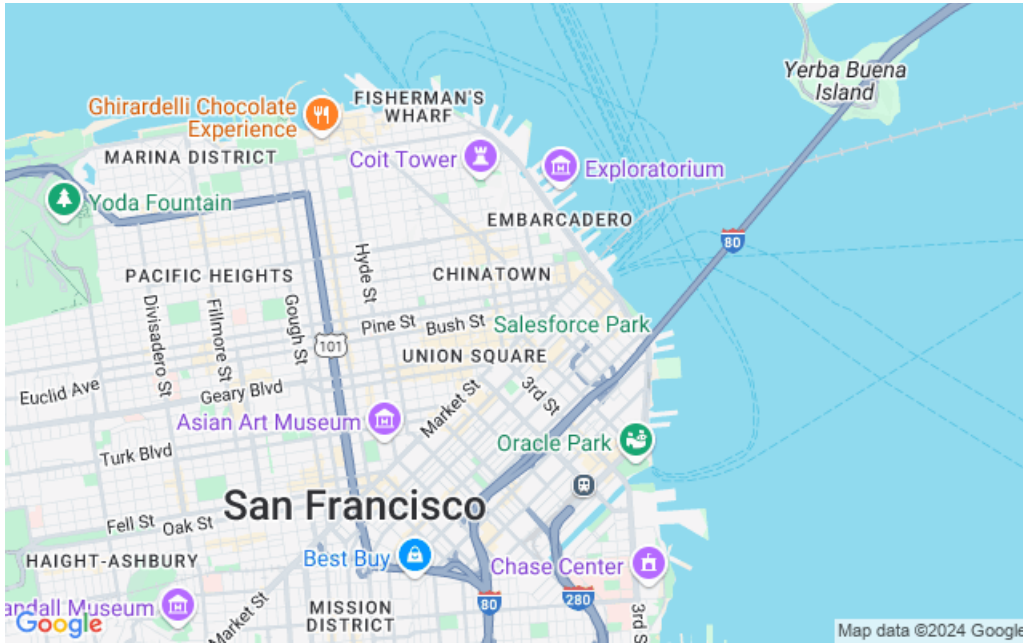 Yerba Buena
Island
Ghirardelli Chocolate
Experience
FISHERMAN'S
WHARF
MARINA DISTRICT
Coit Tower
Exploratorium
Yoda Fountain
EMBARCADERO
80
PACIFIC HEIGHTS
Hyde St
CHINATOWN
Divisadero St
Fillmore St
Gough St
Pine St
Bush St
Salesforce Park
101
UNION SQUARE
Euclid Ave
Geary Blvd
Market St
3rd St
Asian Art Museum
Oracle Park
Turk Blvd
San Francisco
Fell St
Oak St
HAIGHT-ASHBURY
Best Buy
Chase Center
andall Museum
Market St
MISSION
DISTRICT
80
280
3rd S
Google
Map data ©2024 Google